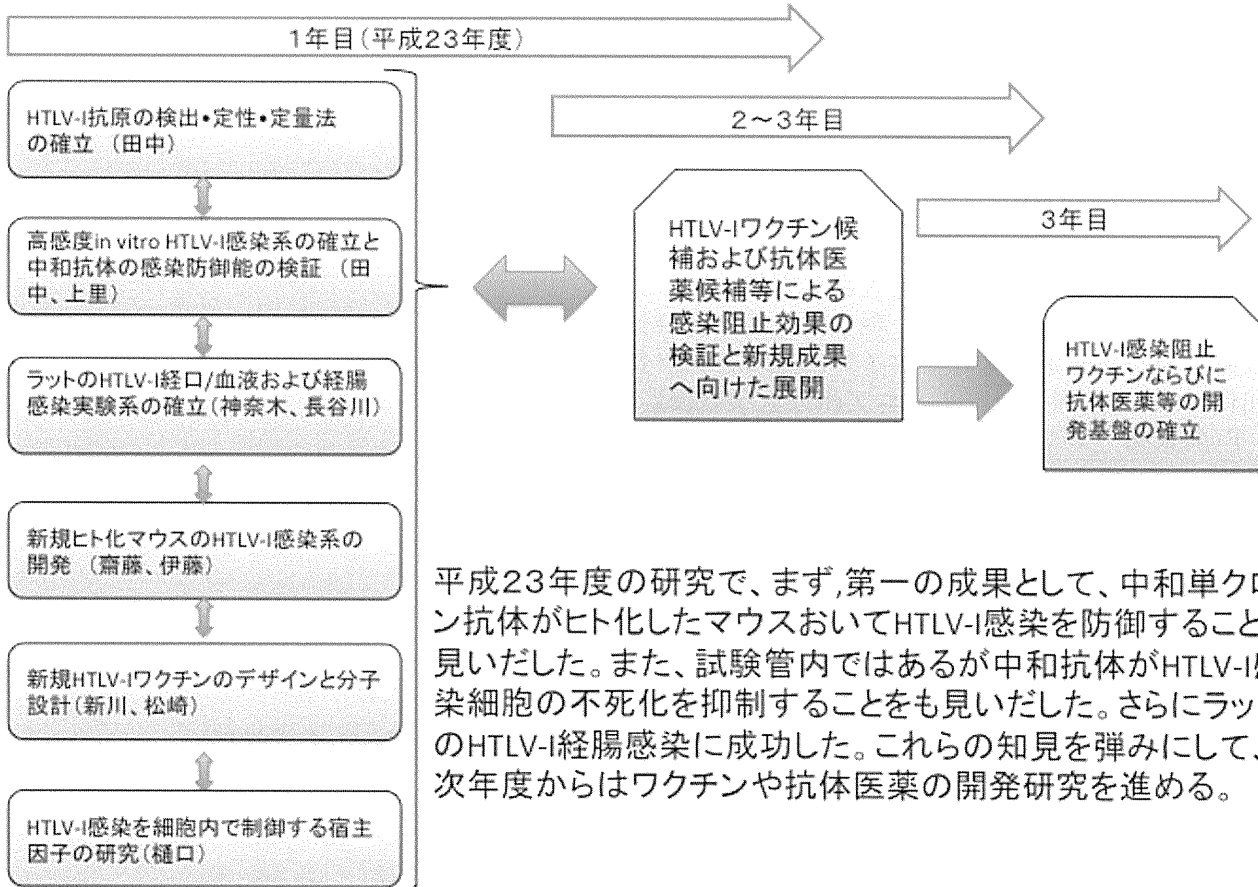 1年目(平成23年度)
HTLV-I抗原の検出•定性•定量法
の確立 (田中)
高感度in vitro HTLV-I感染系の確立と
中和抗体の感染防御能の検証 (田
中、上里)
ラットのHTLV-I経口/血液および経腸
感染実験系の確立(神奈木、長谷川)
新規ヒト化マウスのHTLV-I感染系の
開発 (齋藤、伊藤)
新規HTLV-Iワクチンのデザインと分子
設計(新川、松崎)
HTLV-I感染を細胞内で制御する宿主
因子の研究(樋口)
2～3年目
HTLV-Iワクチン候
補および抗体医
薬候補等による
感染阻止効果の
検証と新規成果
へ向けた展開
3年目
HTLV-I感染阻止
ワクチンならびに
抗体医薬等の開
発基盤の確立
平成23年度の研究で、まず,第一の成果として、中和単クロ
ン抗体がヒト化したマウスおいてHTLV-I感染を防御すること
見いだした。また、試験管内ではあるが中和抗体がHTLV-I感
染細胞の不死化を抑制することをも見いだした。さらにラッ
のHTLV-I経腸感染に成功した。これらの知見を弾みにして、
次年度からはワクチンや抗体医薬の開発研究を進める。